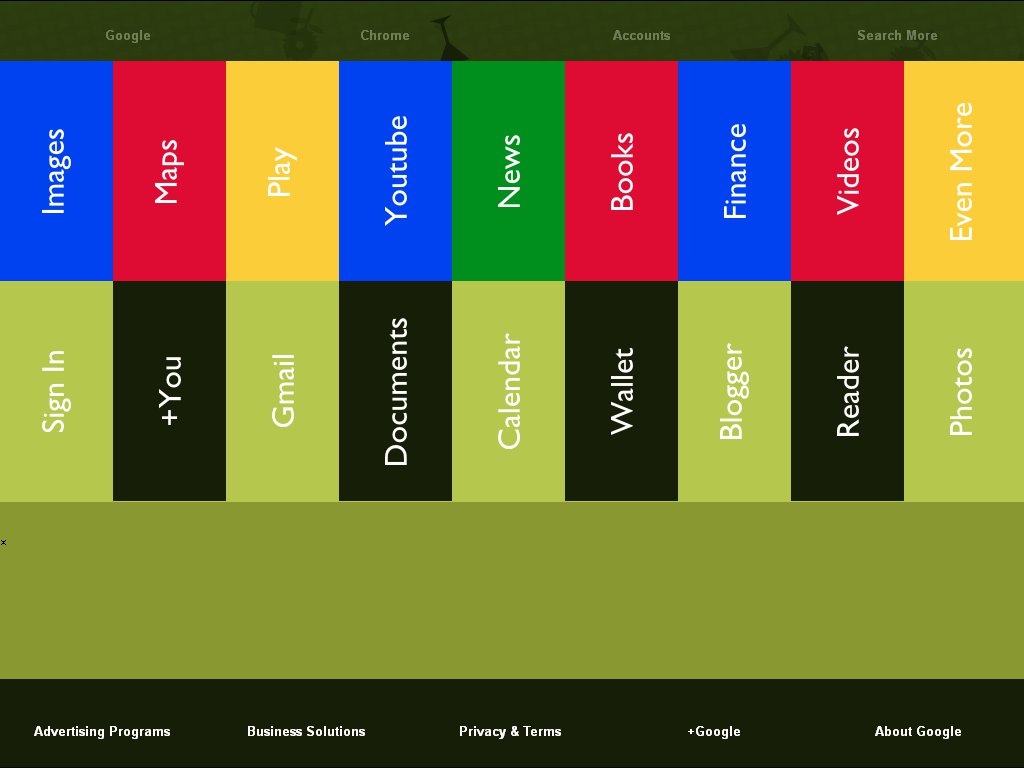 Google Chrome Accounts Search More
Images Maps Play Youtube News Books Finance Videos Even More
Sign In +You Gmail Documents Calendar Wallet Blogger Reader Photos
×
Advertising Programs Business Solutions Privacy & Terms +Google About Google